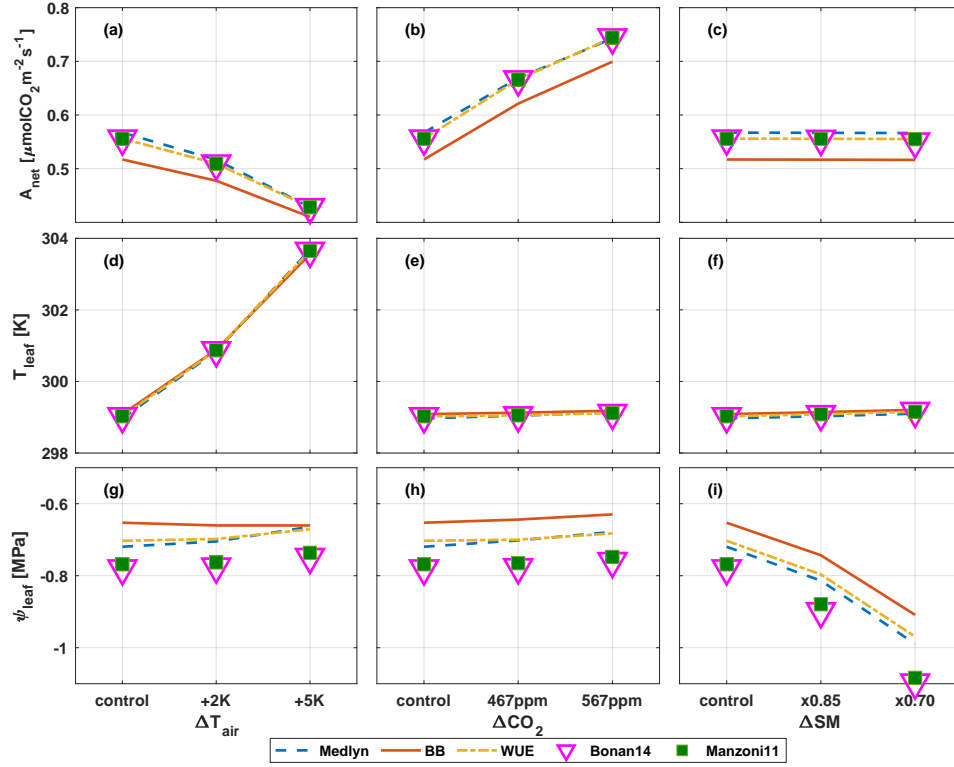 (a) (b) (c)
0.8
0.7
0.6
0.5
A_net [μmolCO_2 m^-2 s^-1]
(d) (e) (f)
304
302
300
298
T_leaf [K]
(g) (h) (i)
-0.6
-0.8
-1
ψ_leaf [MPa]
control +2K +5K control 467ppm 567ppm control x0.85 x0.70
ΔT_air ΔCO_2 ΔSM
Medlyn BB WUE Bonan14 Manzoni11